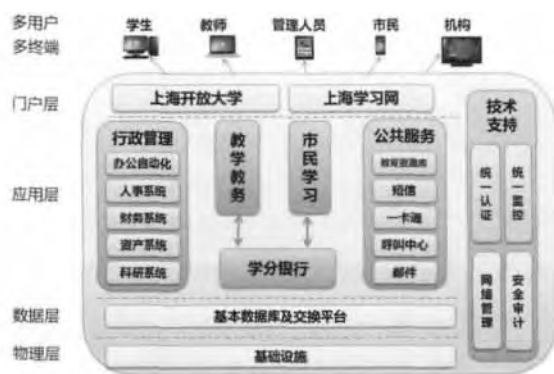 多用户
学生 教师 管理人员 市民 机构
多终端
门户层
上海开放大学 上海学习网
技术支持
应用层
行政管理
办公自动化
人事系统
财务系统
资产系统
科研系统
教学教务
市民学习
学分银行
公共服务
教育资源库
短信
一卡通
呼叫中心
邮件
统一认证
统一监控
网络管理
安全审计
数据层
基本数据库及交换平台
物理层
基础设施